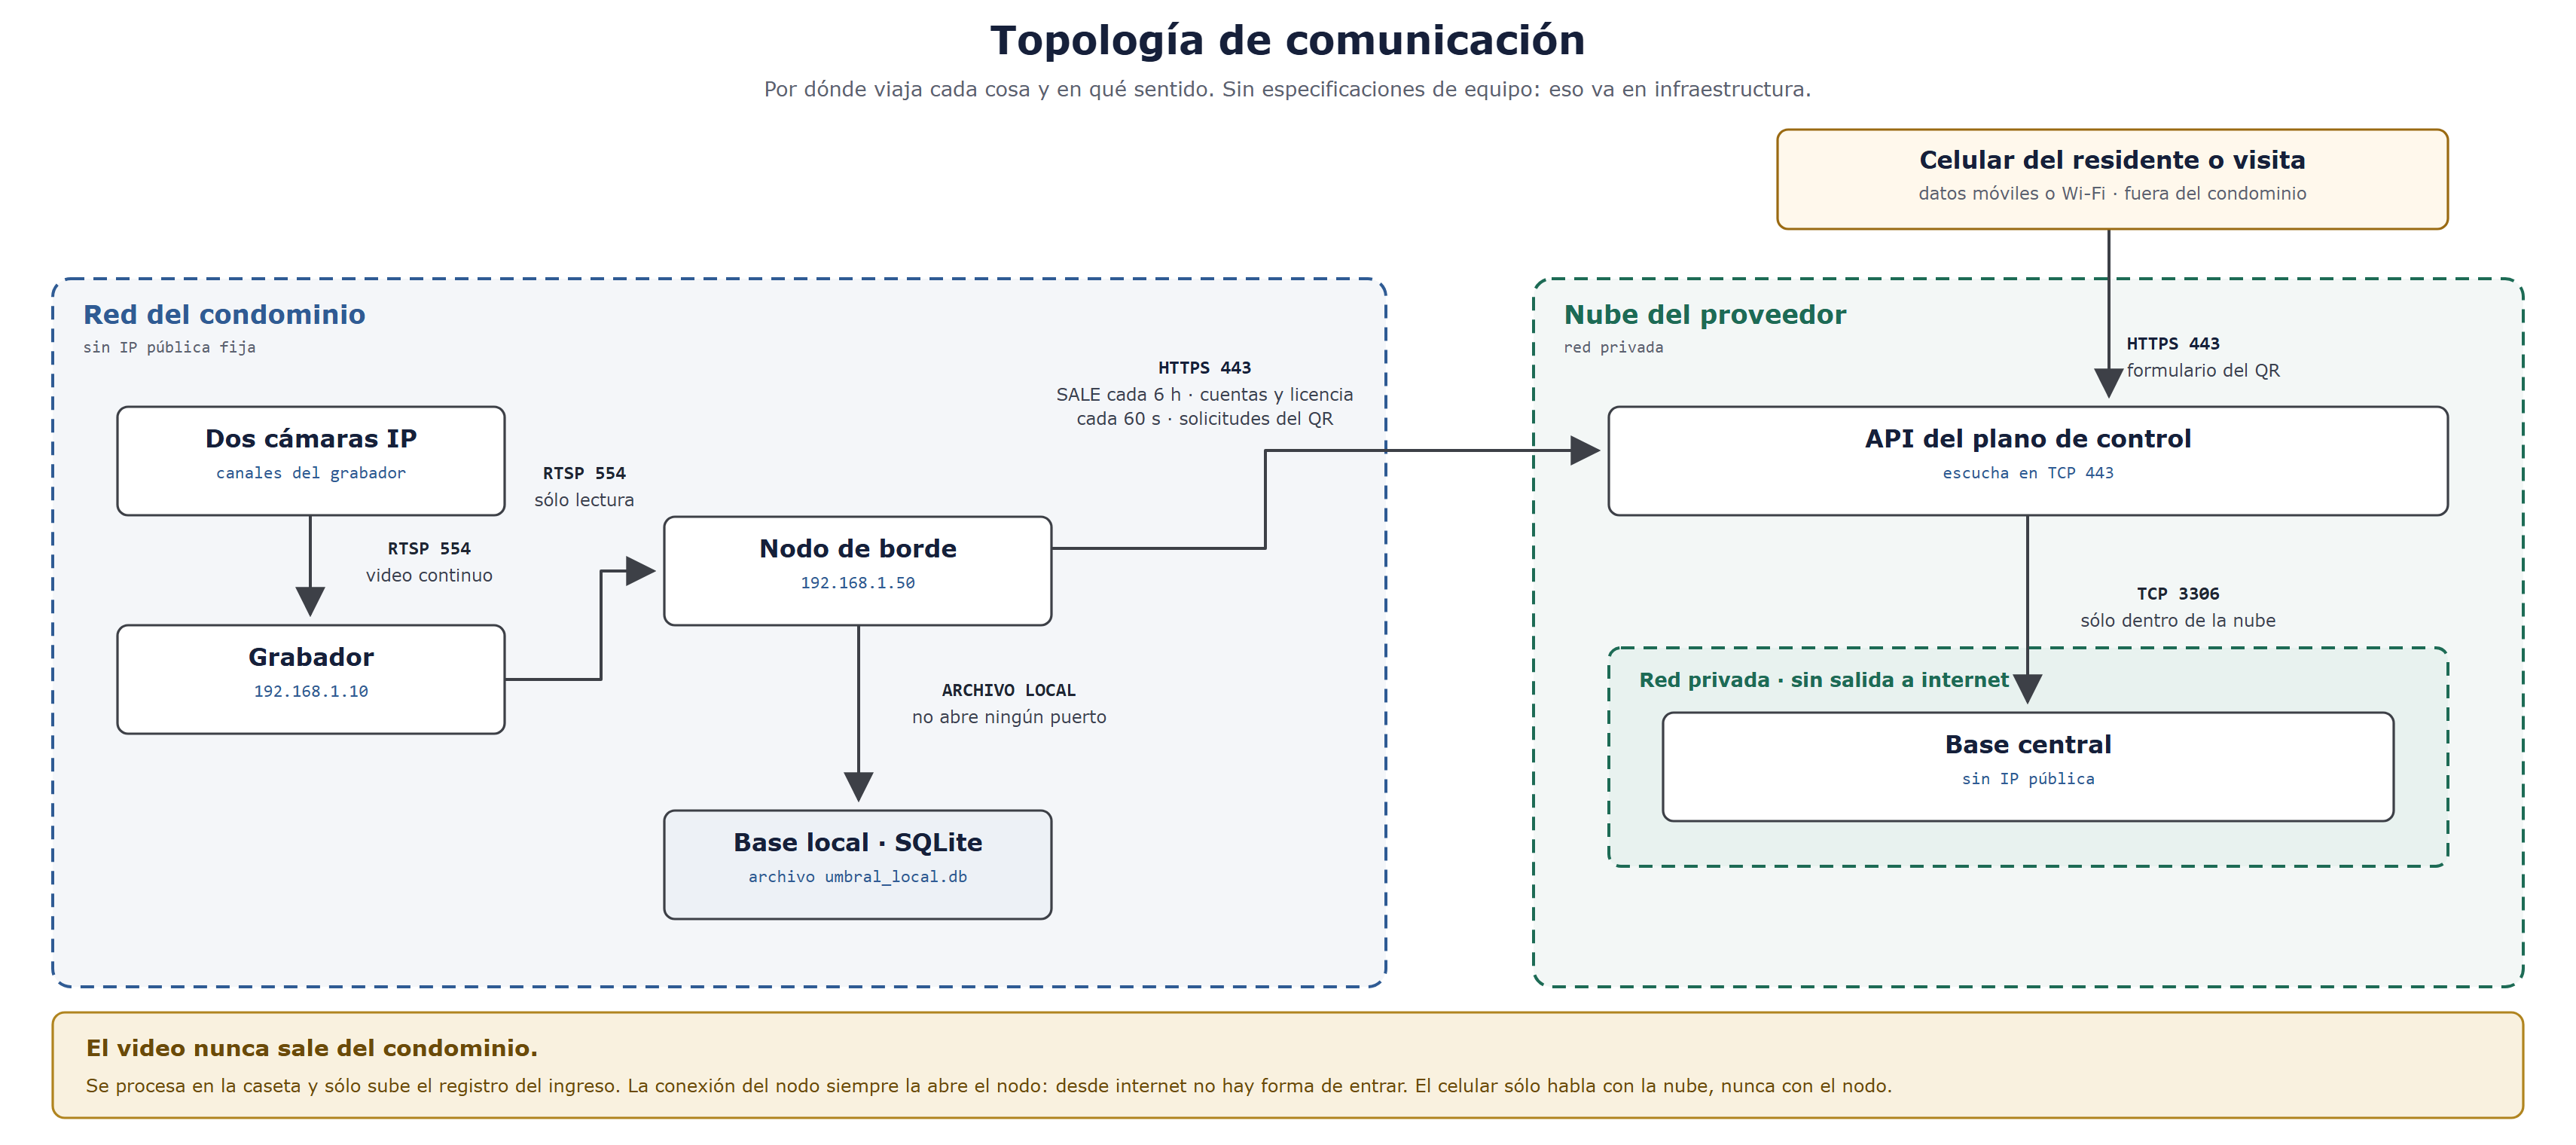 Topología de comunicación
Por dónde viaja cada cosa y en qué sentido. Sin especificaciones de equipo: eso va en infraestructura.
Celular del residente o visita
datos móviles o Wi-Fi · fuera del condominio
Red del condominio
sin IP pública fija
Nube del proveedor
red privada
HTTPS 443
formulario del QR
HTTPS 443
SALE cada 6 h · cuentas y licencia
cada 60 s · solicitudes del QR
Dos cámaras IP
canales del grabador
RTSP 554
sólo lectura
API del plano de control
escucha en TCP 443
RTSP 554
video continuo
Nodo de borde
192.168.1.50
TCP 3306
sólo dentro de la nube
Grabador
192.168.1.10
Red privada · sin salida a internet
ARCHIVO LOCAL
no abre ningún puerto
Base central
sin IP pública
Base local · SQLite
archivo umbral_local.db
El video nunca sale del condominio.
Se procesa en la caseta y sólo sube el registro del ingreso. La conexión del nodo siempre la abre el nodo: desde internet no hay forma de entrar. El celular sólo habla con la nube, nunca con el nodo.